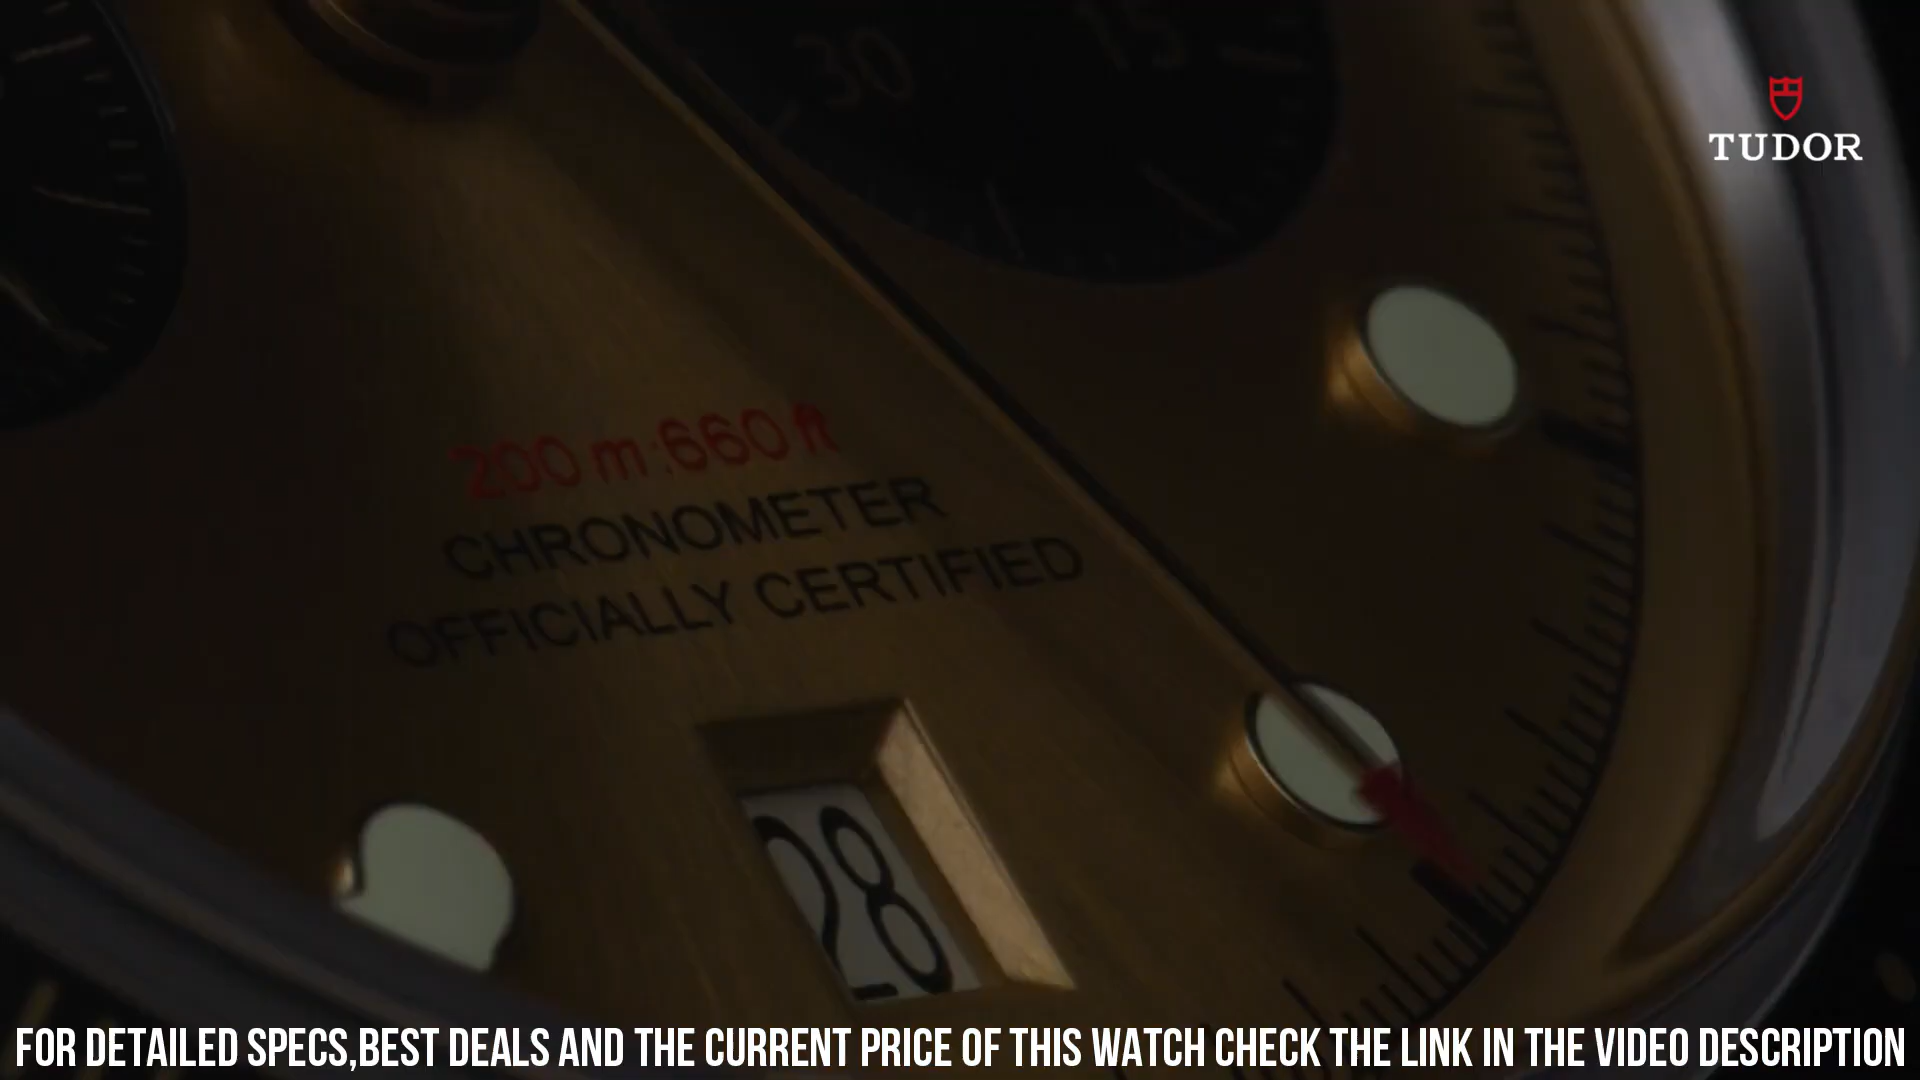 30
15
TUDOR
200 m:660 ft
CHRONOMETER
OFFICIALLY CERTIFIED
28
FOR DETAILED SPECS,BEST DEALS AND THE CURRENT PRICE OF THIS WATCH CHECK THE LINK IN THE VIDEO DESCRIPTION